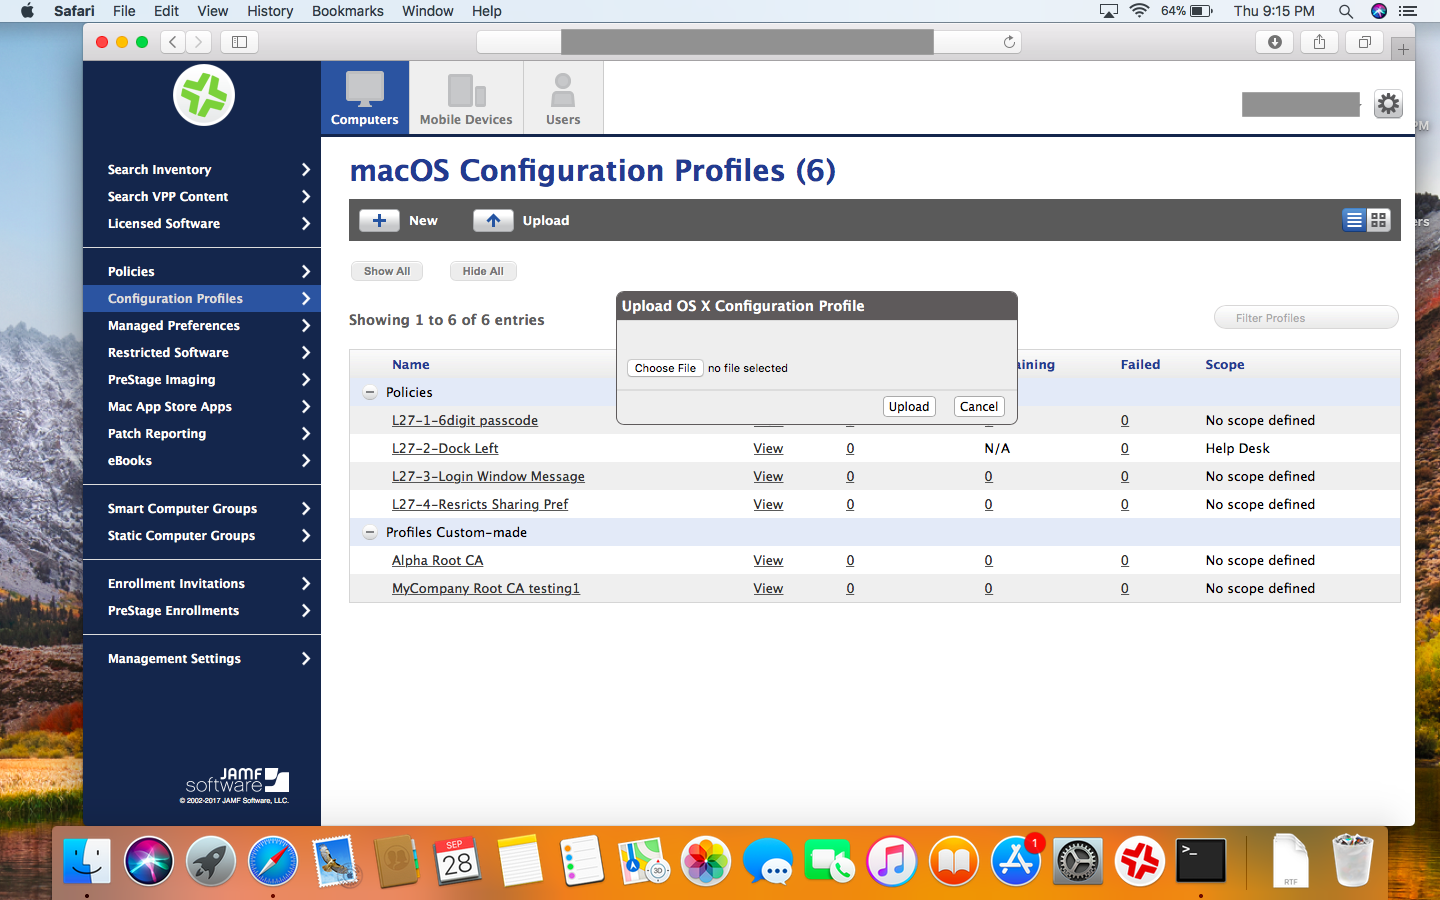 Safari File Edit View History Bookmarks Window Help 64% Thu 9:15 PM
Computers
Mobile Devices
Users
Search Inventory
Search VPP Content
Licensed Software
Policies
Configuration Profiles
Managed Preferences
Restricted Software
PreStage Imaging
Mac App Store Apps
Patch Reporting
eBooks
Smart Computer Groups
Static Computer Groups
Enrollment Invitations
PreStage Enrollments
Management Settings
JAMF
software
© 2002-2017 JAMF Software, LLC.
macOS Configuration Profiles (6)
New Upload
Show All Hide All
Showing 1 to 6 of 6 entries
Filter Profiles
Upload OS X Configuration Profile
Choose File no file selected
Upload Cancel
Name aining Failed Scope
Policies
L27-1-6digit passcode 0 No scope defined
L27-2-Dock Left View 0 N/A 0 Help Desk
L27-3-Login Window Message View 0 0 0 No scope defined
L27-4-Resricts Sharing Pref View 0 0 0 No scope defined
Profiles Custom-made
Alpha Root CA View 0 0 0 No scope defined
MyCompany Root CA testing1 View 0 0 0 No scope defined
PM
ers
SEP
28
3D
1
>_
RTF